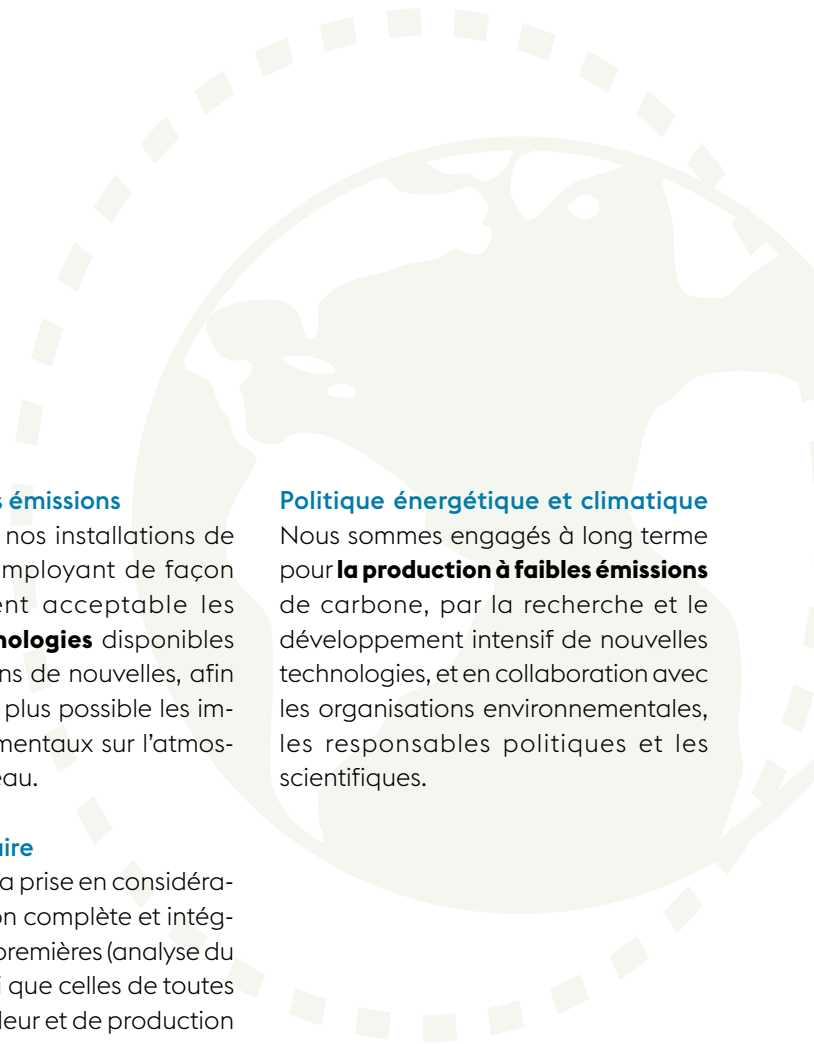 s émissions
nos installations de
mployant de façon
ent acceptable les
nologies disponibles
ns de nouvelles, afin
plus possible les im-
mentaux sur l’atmos-
eau.
ire
a prise en considéra-
on complète et intég-
premières (analyse du
i que celles de toutes
leur et de production
Politique énergétique et climatique
Nous sommes engagés à long terme
pour la production à faibles émissions
de carbone, par la recherche et le
développement intensif de nouvelles
technologies, et en collaboration avec
les organisations environnementales,
les responsables politiques et les
scientifiques.